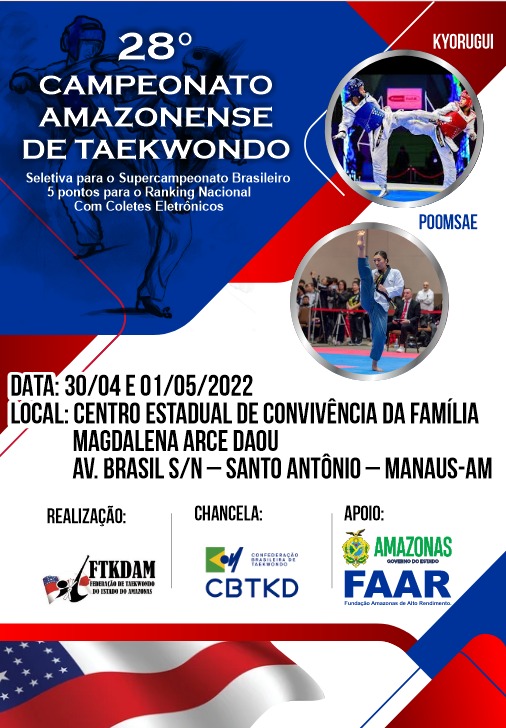 KYORUGUI
28º
CAMPEONATO
AMAZONENSE
DE TAEKWONDO
Seletiva para o Supercampeonato Brasileiro
5 pontos para o Ranking Nacional
Com Coletes Eletrônicos
POOMSAE
DATA: 30/04 E 01/05/2022
LOCAL: CENTRO ESTADUAL DE CONVIVÊNCIA DA FAMÍLIA
MAGDALENA ARCE DAOU
AV. BRASIL S/N – SANTO ANTÔNIO – MANAUS-AM
REALIZAÇÃO:
CHANCELA:
APOIO:
FTKDAM
FEDERAÇÃO DE TAEKWONDO
DO ESTADO DO AMAZONAS
CONFEDERAÇÃO
BRASILEIRA DE
TAEKWONDO
CBTKD
AMAZONAS
GOVERNO DO ESTADO
FAAR
Fundação Amazonas de Alto Rendimento.